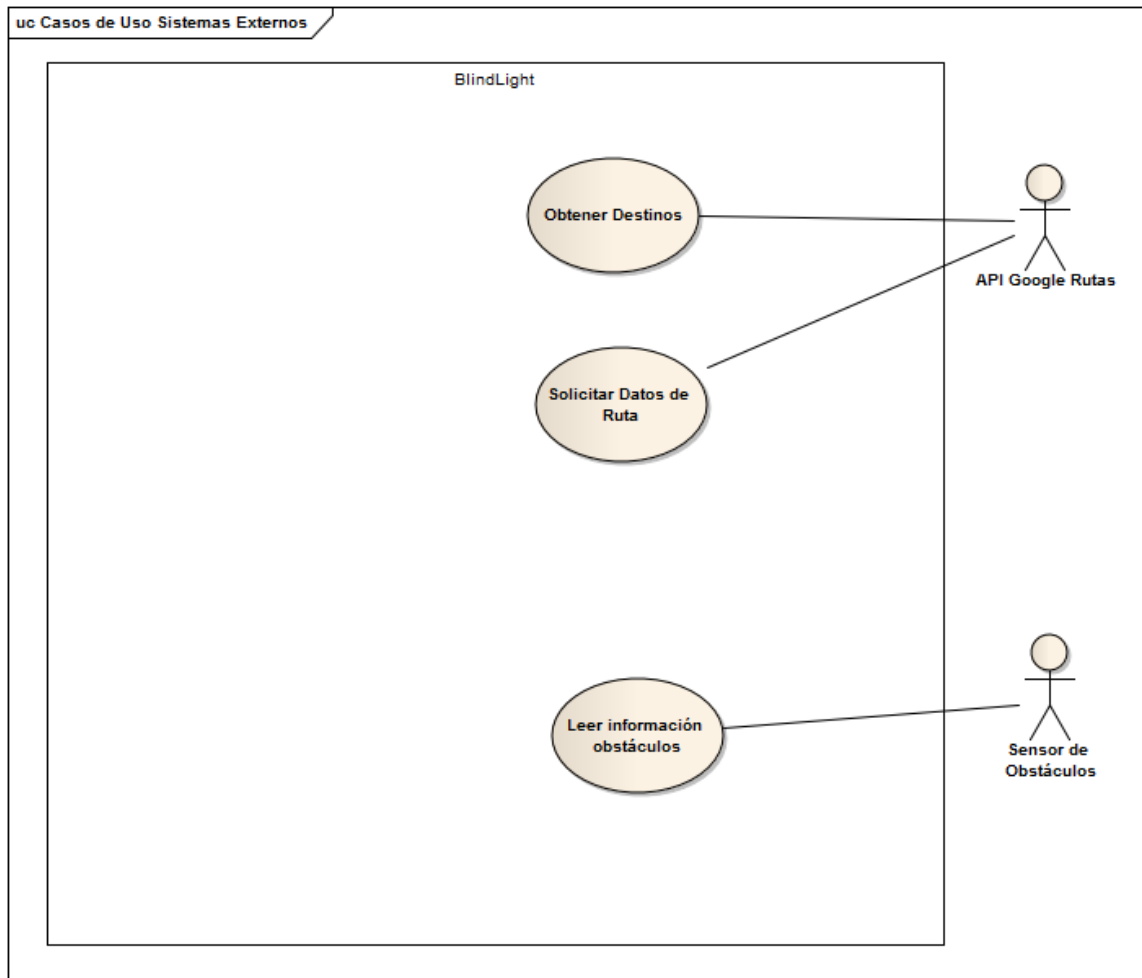 uc Casos de Uso Sistemas Externos
BlindLight
Obtener Destinos
API Google Rutas
Solicitar Datos de
Ruta
Leer información
obstáculos
Sensor de
Obstáculos